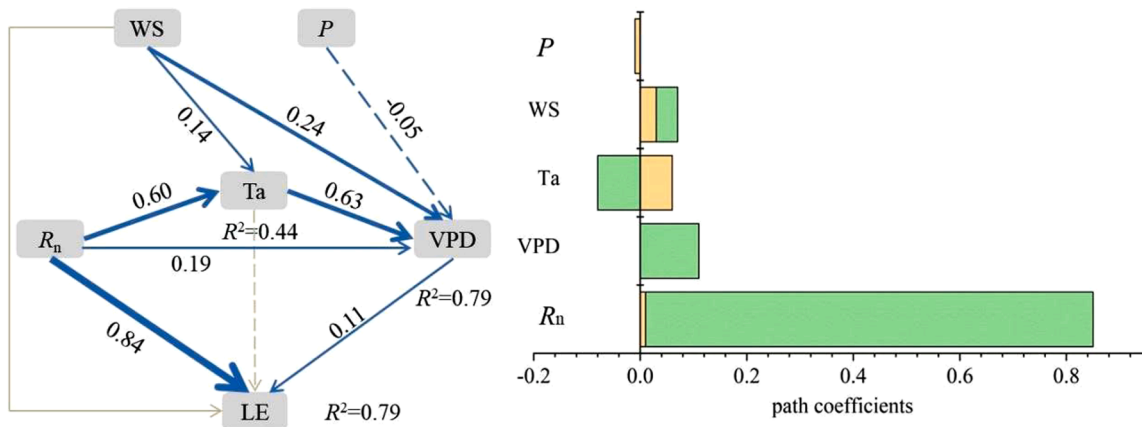 WS
P
0.14
0.24
-0.05
0.60
Ta
0.63
Rn
R²=0.44
VPD
0.19
R²=0.79
0.84
0.11
LE
R²=0.79
P
WS
Ta
VPD
Rn
-0.2
0.0
0.2
0.4
0.6
0.8
path coefficients